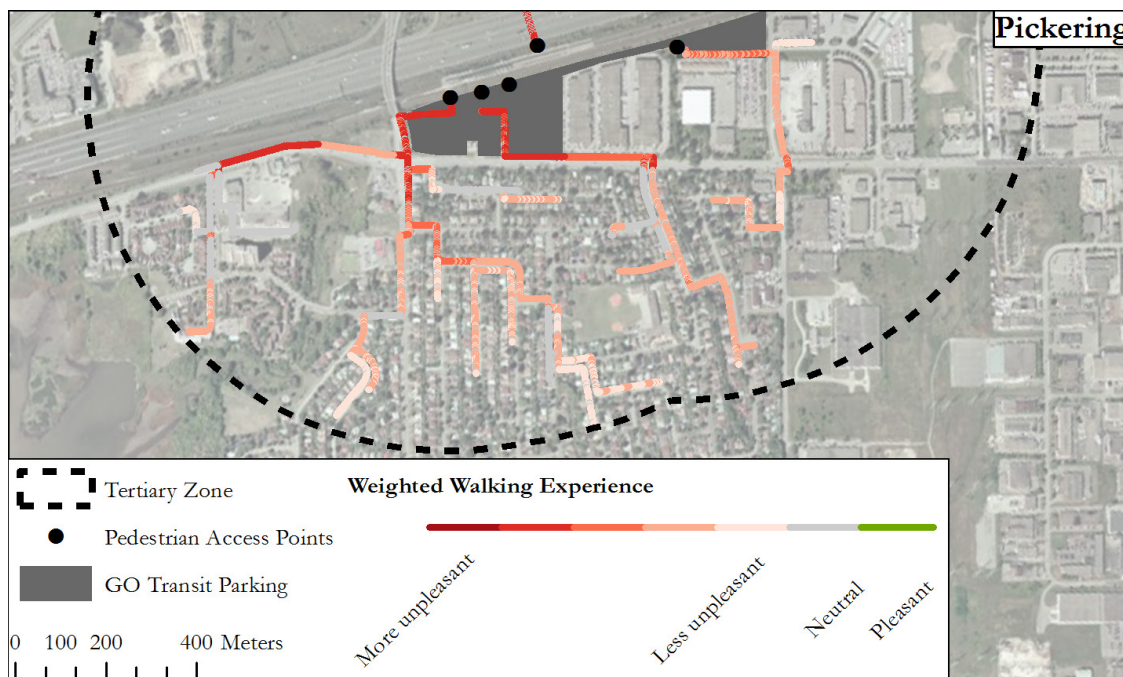 Pickering
Tertiary Zone
Pedestrian Access Points
GO Transit Parking
0 100 200 400 Meters
Weighted Walking Experience
More unpleasant
Less unpleasant
Neutral
Pleasant